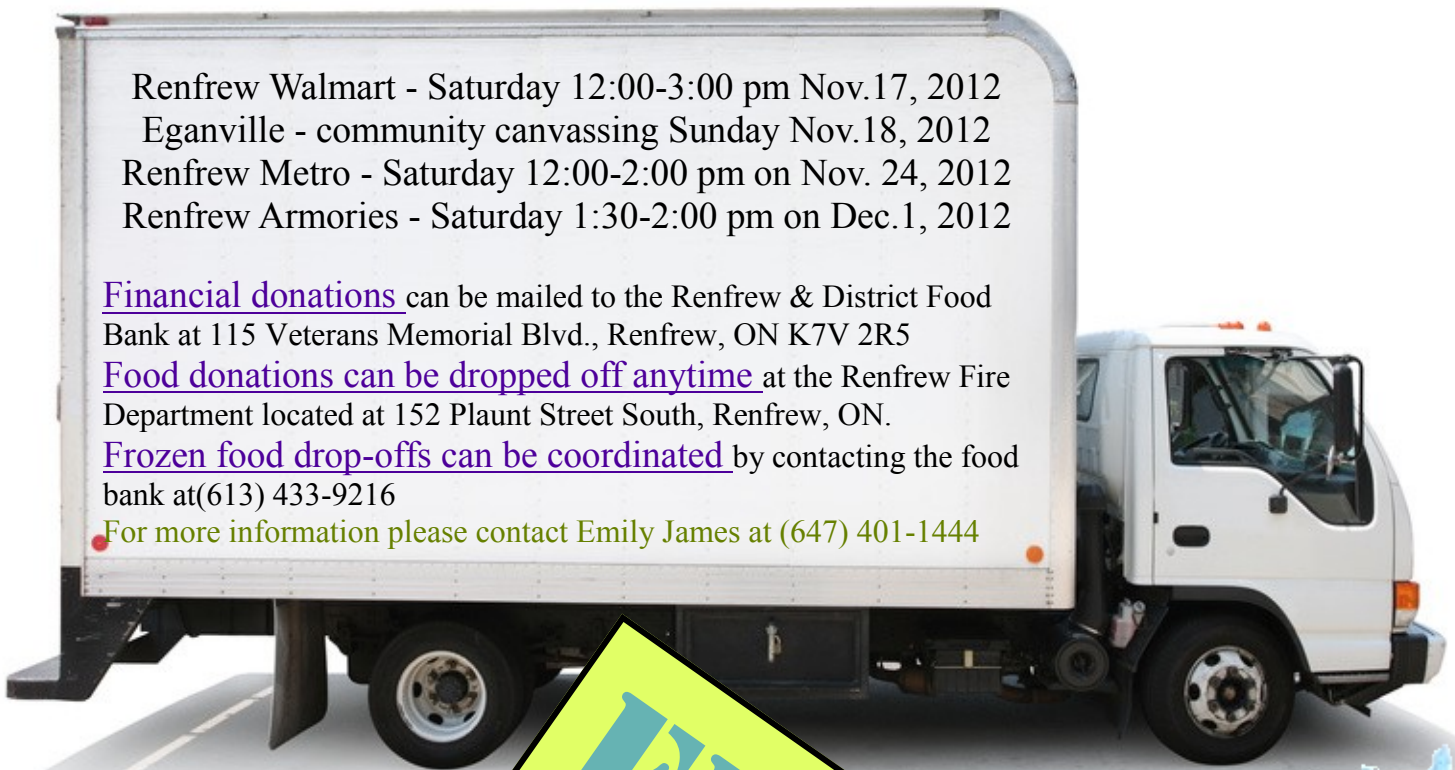 Renfrew Walmart - Saturday 12:00-3:00 pm Nov.17, 2012
Eganville - community canvassing Sunday Nov.18, 2012
Renfrew Metro - Saturday 12:00-2:00 pm on Nov. 24, 2012
Renfrew Armories - Saturday 1:30-2:00 pm on Dec.1, 2012
Financial donations can be mailed to the Renfrew & District Food
Bank at 115 Veterans Memorial Blvd., Renfrew, ON K7V 2R5
Food donations can be dropped off anytime at the Renfrew Fire
Department located at 152 Plaunt Street South, Renfrew, ON.
Frozen food drop-offs can be coordinated by contacting the food
bank at(613) 433-9216
For more information please contact Emily James at (647) 401-1444